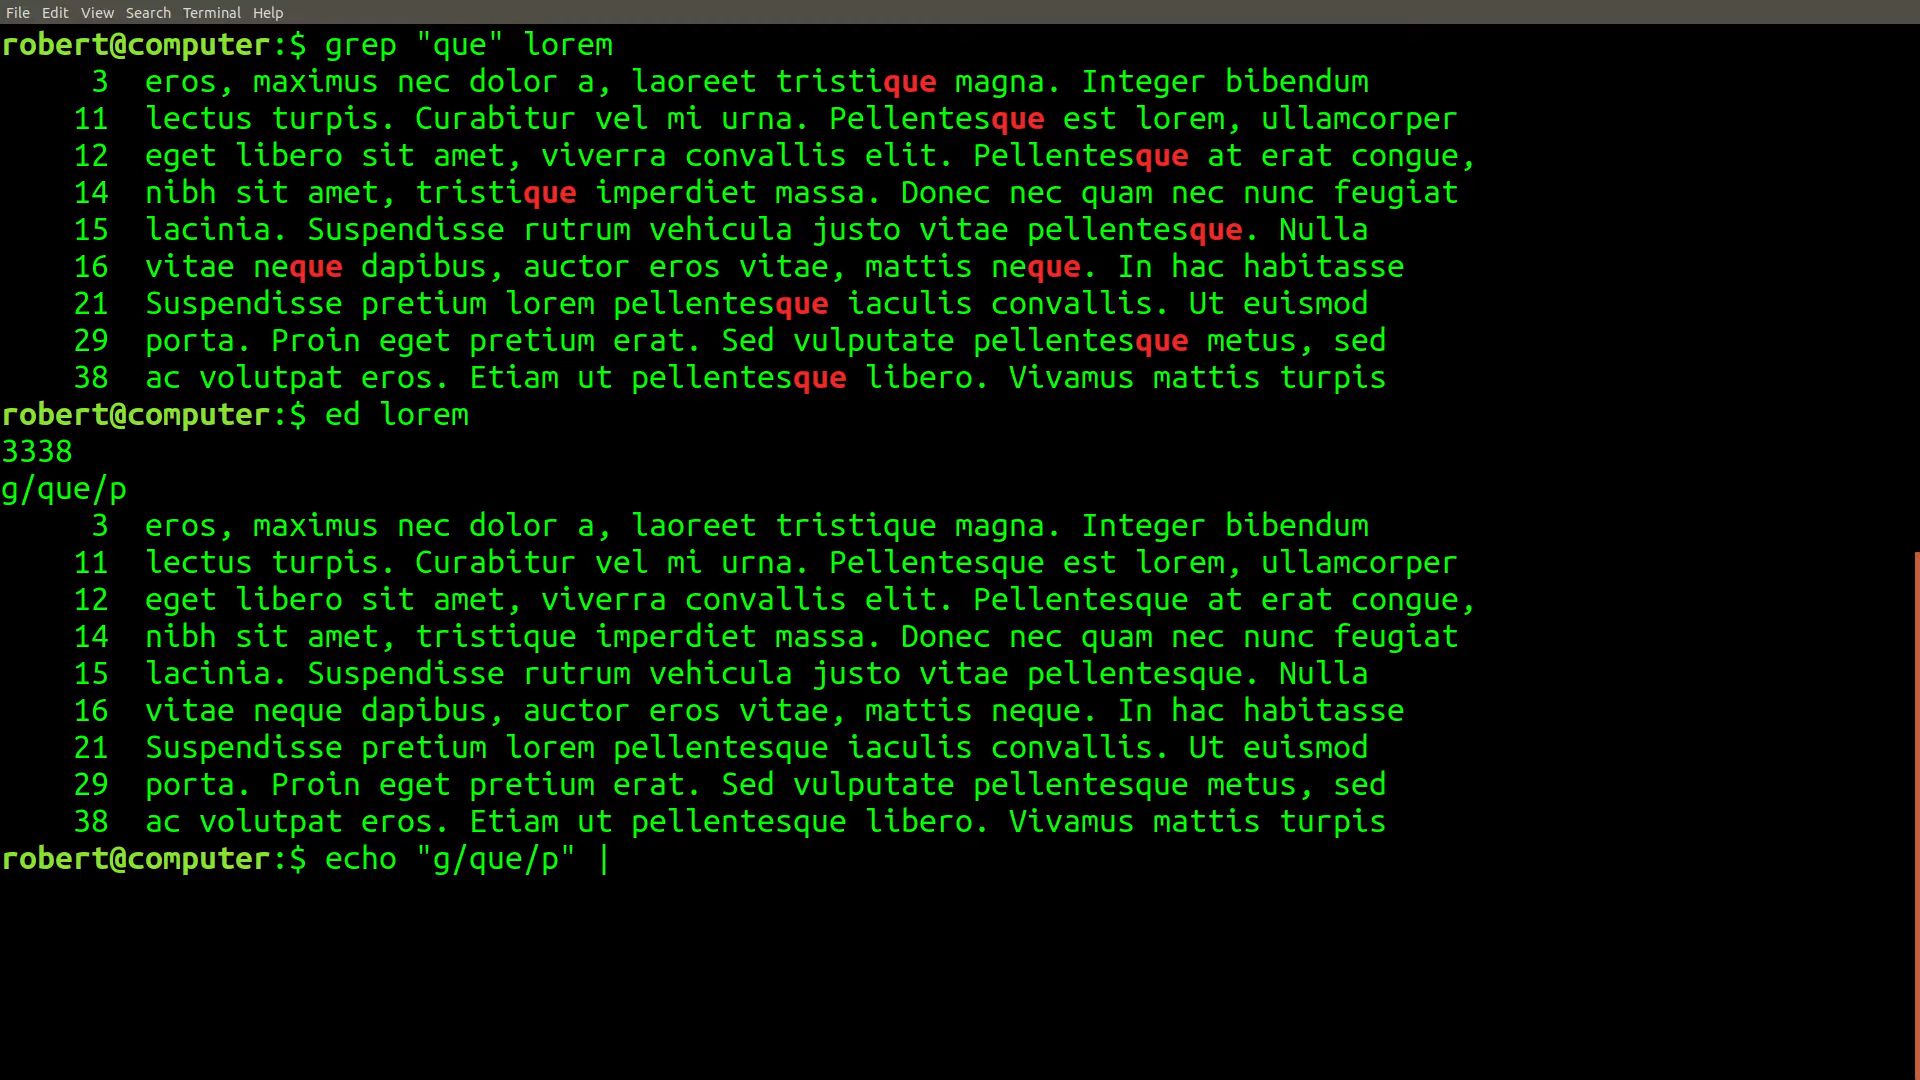 File Edit View Search Terminal Help
robert@computer:$ grep "que" lorem
     3  eros, maximus nec dolor a, laoreet tristique magna. Integer bibendum
    11  lectus turpis. Curabitur vel mi urna. Pellentesque est lorem, ullamcorper
    12  eget libero sit amet, viverra convallis elit. Pellentesque at erat congue,
    14  nibh sit amet, tristique imperdiet massa. Donec nec quam nec nunc feugiat
    15  lacinia. Suspendisse rutrum vehicula justo vitae pellentesque. Nulla
    16  vitae neque dapibus, auctor eros vitae, mattis neque. In hac habitasse
    21  Suspendisse pretium lorem pellentesque iaculis convallis. Ut euismod
    29  porta. Proin eget pretium erat. Sed vulputate pellentesque metus, sed
    38  ac volutpat eros. Etiam ut pellentesque libero. Vivamus mattis turpis
robert@computer:$ ed lorem
3338
g/que/p
     3  eros, maximus nec dolor a, laoreet tristique magna. Integer bibendum
    11  lectus turpis. Curabitur vel mi urna. Pellentesque est lorem, ullamcorper
    12  eget libero sit amet, viverra convallis elit. Pellentesque at erat congue,
    14  nibh sit amet, tristique imperdiet massa. Donec nec quam nec nunc feugiat
    15  lacinia. Suspendisse rutrum vehicula justo vitae pellentesque. Nulla
    16  vitae neque dapibus, auctor eros vitae, mattis neque. In hac habitasse
    21  Suspendisse pretium lorem pellentesque iaculis convallis. Ut euismod
    29  porta. Proin eget pretium erat. Sed vulputate pellentesque metus, sed
    38  ac volutpat eros. Etiam ut pellentesque libero. Vivamus mattis turpis
robert@computer:$ echo "g/que/p" |